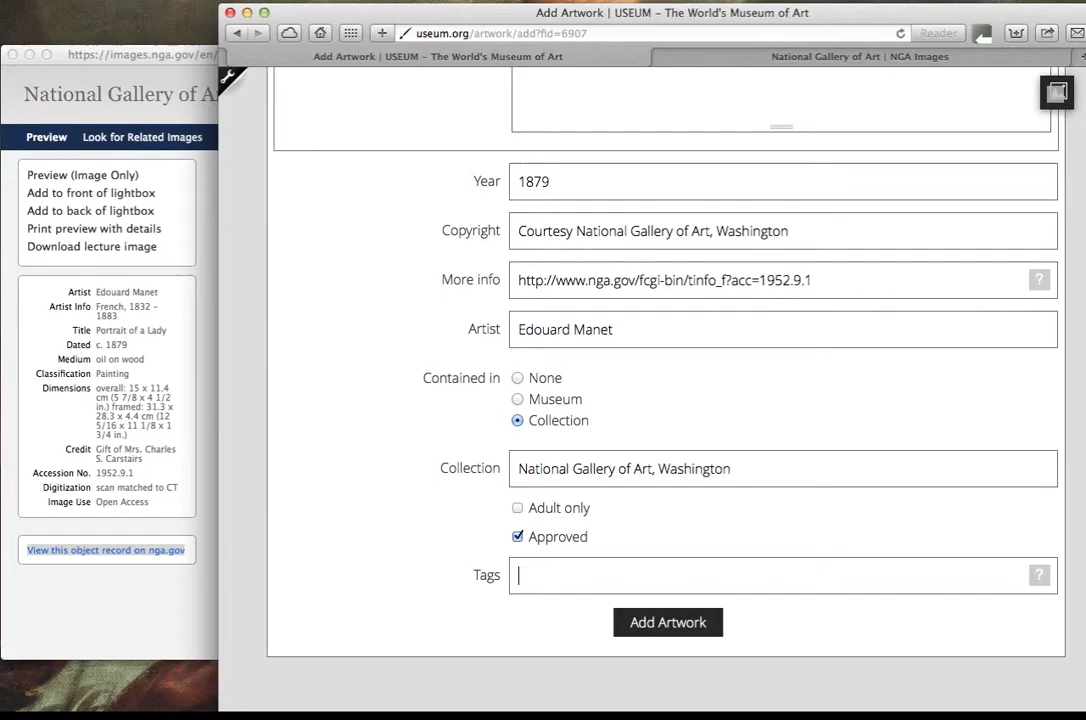 Add Artwork | USEUM – The World's Museum of Art
https://images.nga.gov/en/
useum.org/artwork/add?fid=6907
Reader
Add Artwork | USEUM – The World's Museum of Art
National Gallery of Art | NGA Images
National Gallery of A
Preview
Look for Related Images
Preview (Image Only)
Add to front of lightbox
Add to back of lightbox
Print preview with details
Download lecture image
Artist Edouard Manet
Artist Info French, 1832 –
1883
Title Portrait of a Lady
Dated c. 1879
Medium oil on wood
Classification Painting
Dimensions overall: 15 x 11.4
cm (5 7/8 x 4 1/2
in.) framed: 31.3 x
28.3 x 4.4 cm (12
5/16 x 11 1/8 x 1
3/4 in.)
Credit Gift of Mrs. Charles
S. Carstairs
Accession No. 1952.9.1
Digitization scan matched to CT
Image Use Open Access
View this object record on nga.gov
Year 1879
Copyright Courtesy National Gallery of Art, Washington
More info http://www.nga.gov/fcgi-bin/tinfo_f?acc=1952.9.1 ?
Artist Edouard Manet
Contained in None
Museum
Collection
Collection National Gallery of Art, Washington
Adult only
Approved
Tags ?
Add Artwork